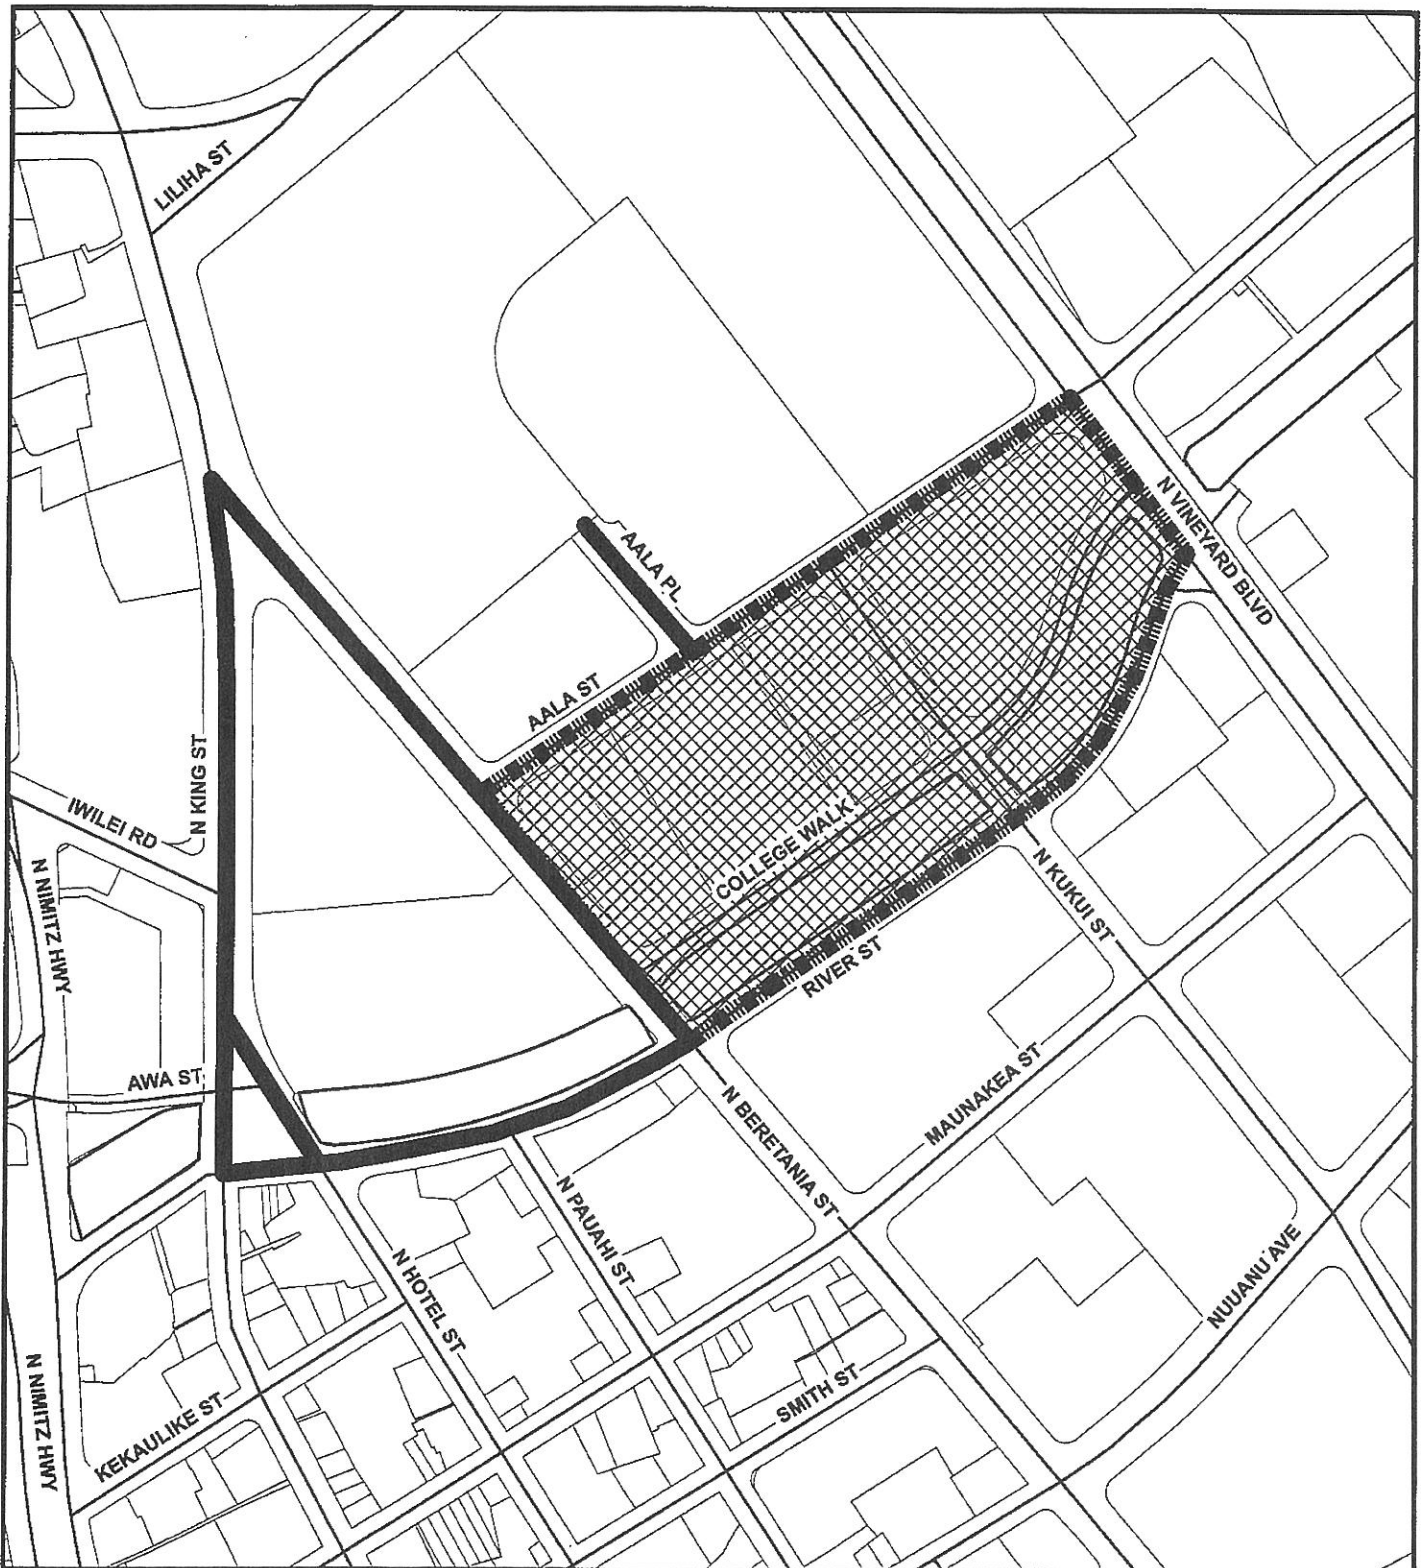 LILIHA ST
N VINEYARD BLVD
AALA PL
AALA ST
N KING ST
IWILEI RD
COLLEGE WALK
N NIMITZ HWY
N KUKUI ST
RIVER ST
AWA ST
MAUNAKEA ST
N BERETANIA ST
N PAUAHI ST
N HOTEL ST
NUUANU AVE
SMITH ST
N NIMITZ HWY
KEKAULIKE ST